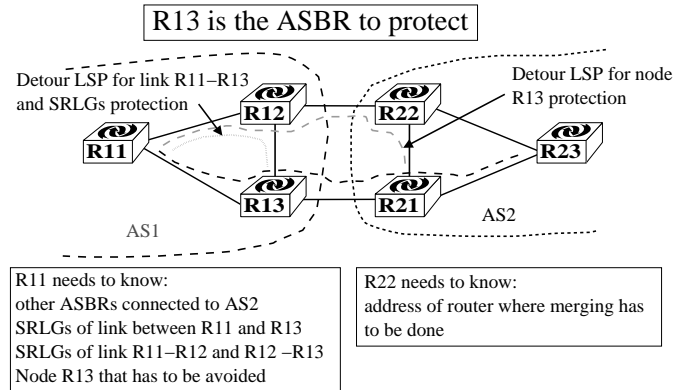 R13 is the ASBR to protect
Detour LSP for link R11–R13
and SRLGs protection
Detour LSP for node
R13 protection
R12
R22
R11
R23
R13
R21
AS1
AS2
R11 needs to know:
other ASBRs connected to AS2
SRLGs of link between R11 and R13
SRLGs of link R11–R12 and R12 –R13
Node R13 that has to be avoided
R22 needs to know:
address of router where merging has
to be done